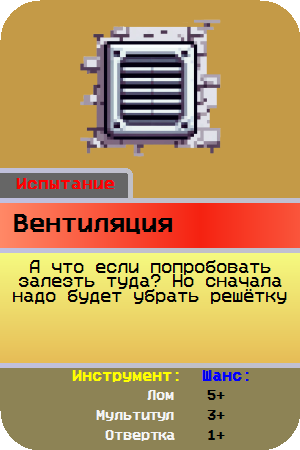 Испытание
Вентиляция
А что если попробовать
залезть туда? Но сначала
надо будет убрать решётку
Инструмент: Шанс:
Лом 5+
Мультитул 3+
Отвертка 1+